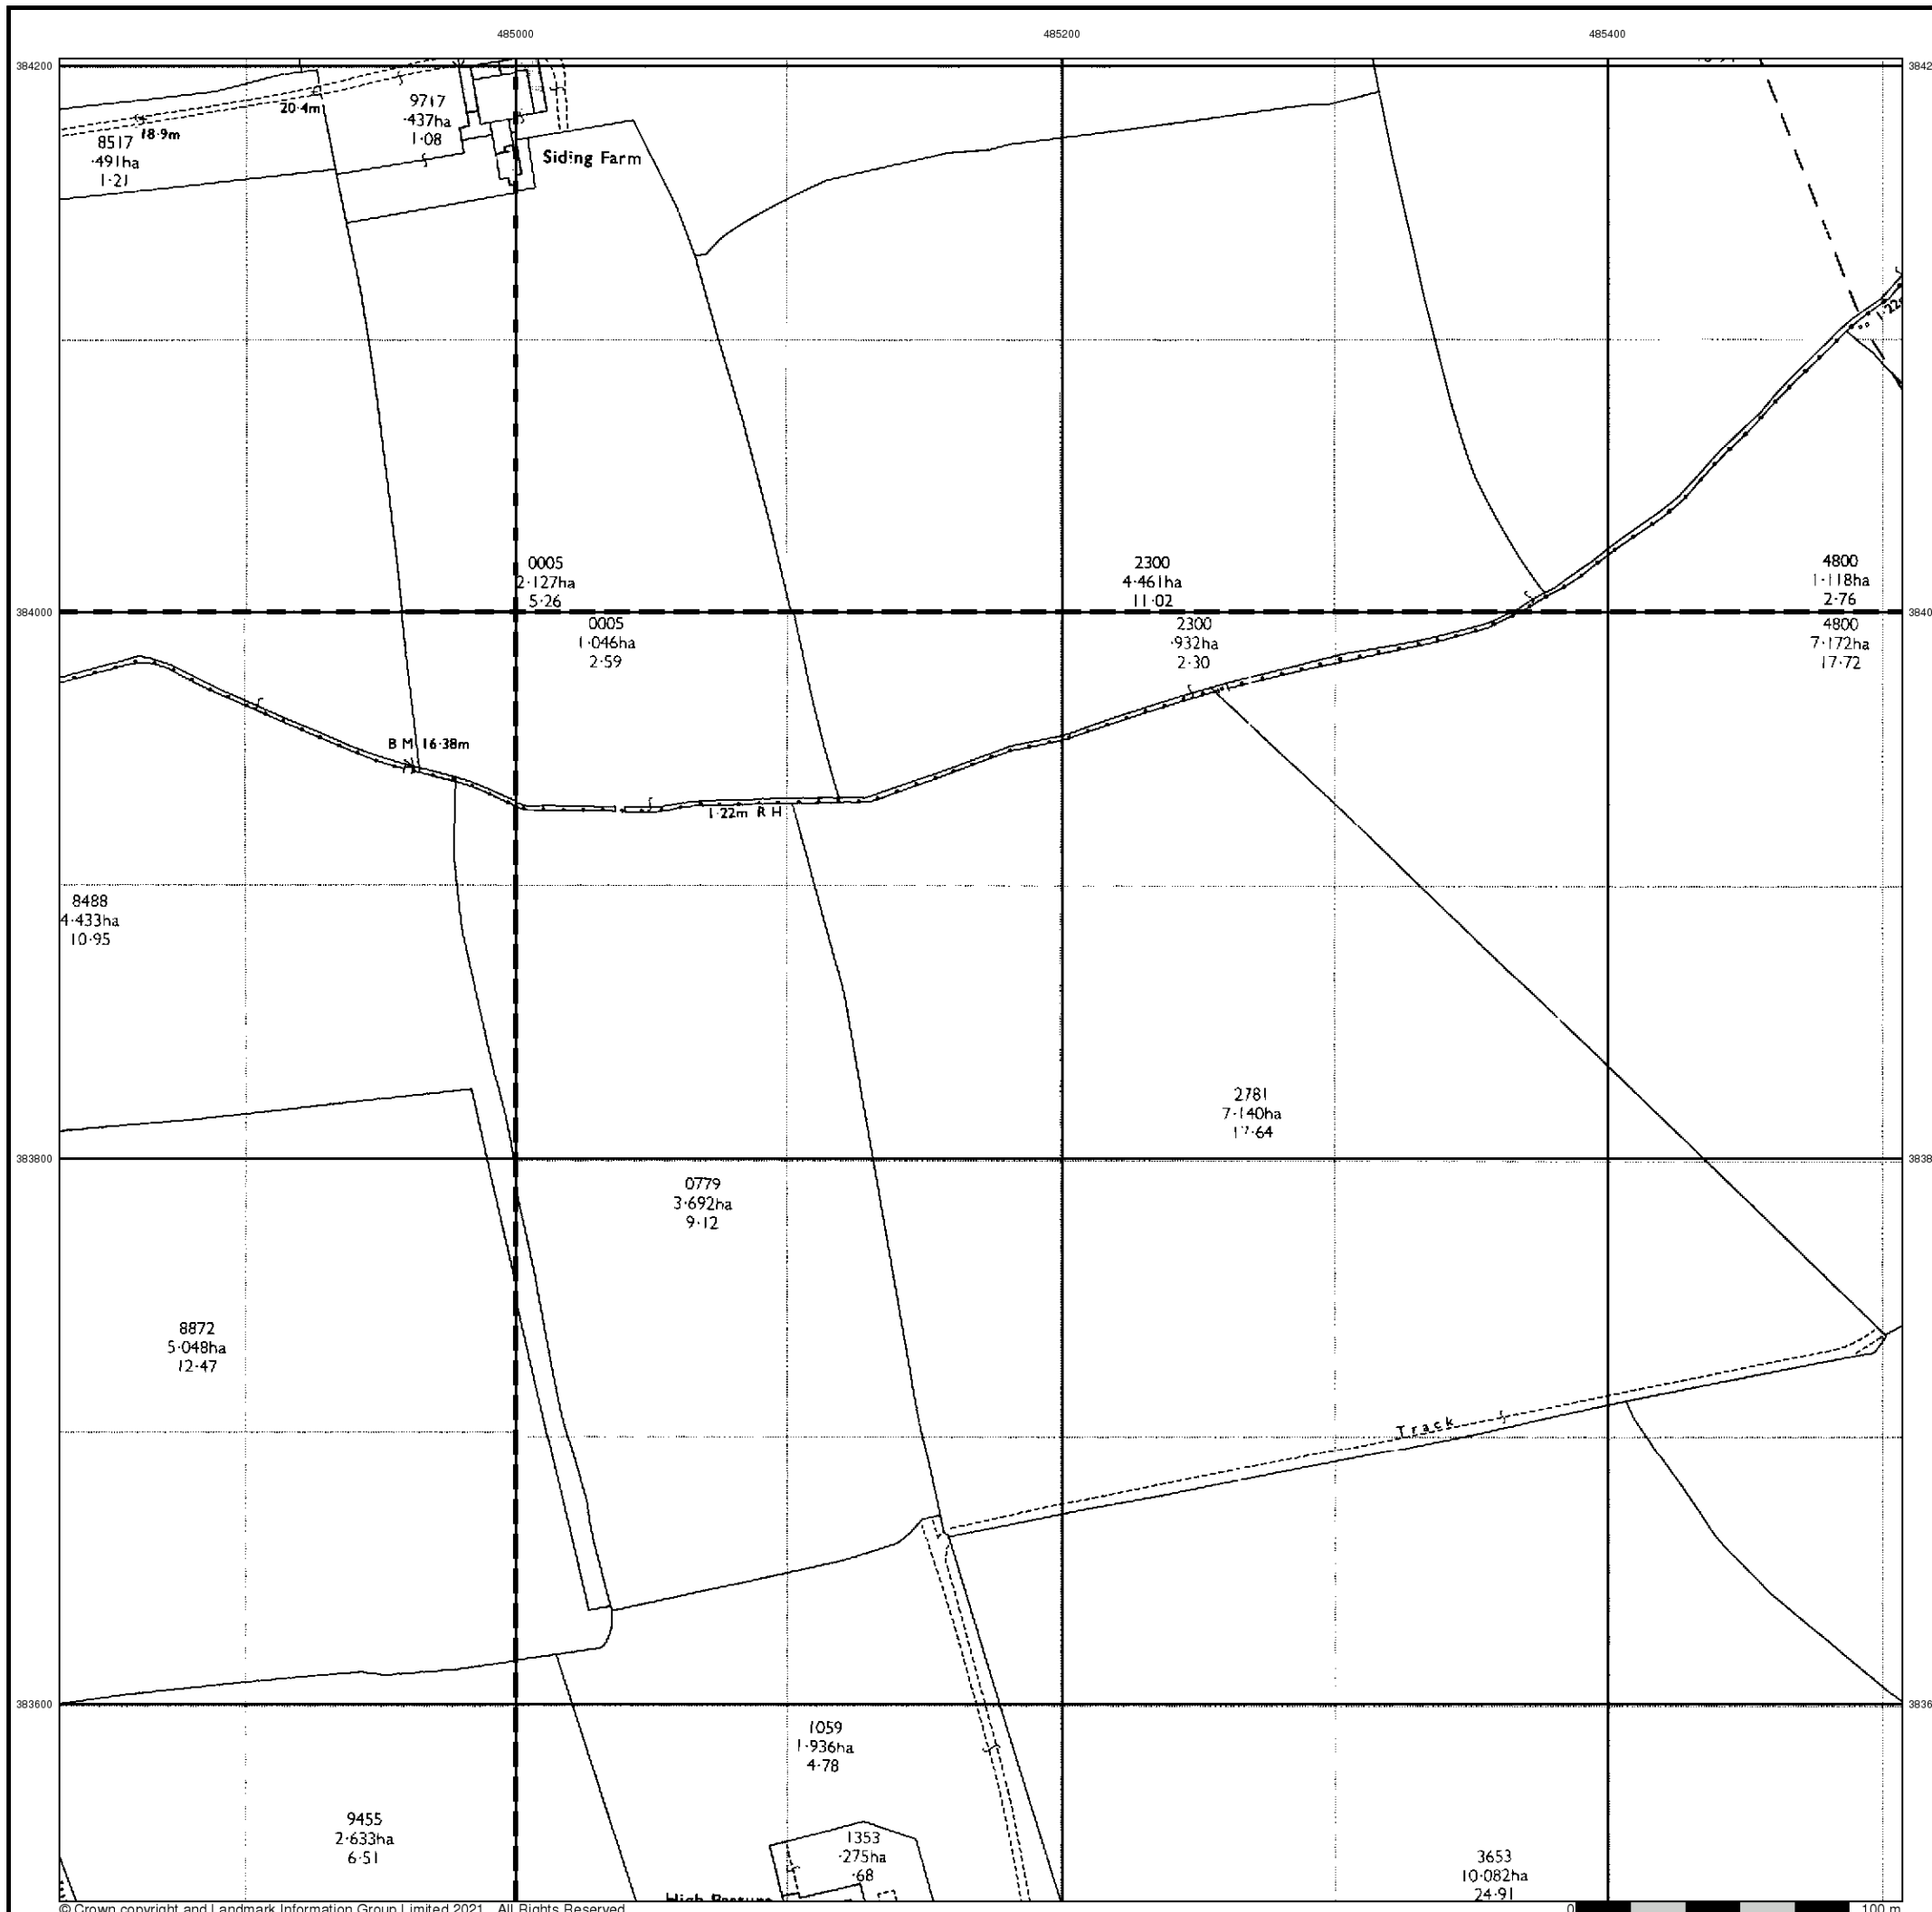 485000
485200
485400
384200
9717
·437ha
1·08
20·4m
18·9m
8517
·491ha
1·21
Siding Farm
0005
2·127ha
5·26
2300
4·461ha
11·02
4800
1·118ha
2·76
384000
0005
1·046ha
2·59
2300
·932ha
2·30
4800
7·172ha
17·72
B M 16·38m
1·22m R H
8488
4·433ha
10·95
2781
7·140ha
17·64
383800
0779
3·692ha
9·12
8872
5·048ha
12·47
Track
383600
1059
1·936ha
4·78
9455
2·633ha
6·51
1353
·275ha
·68
3653
10·082ha
24·91
High Pasture
© Crown copyright and Landmark Information Group Limited 2021. All Rights Reserved
0
100 m